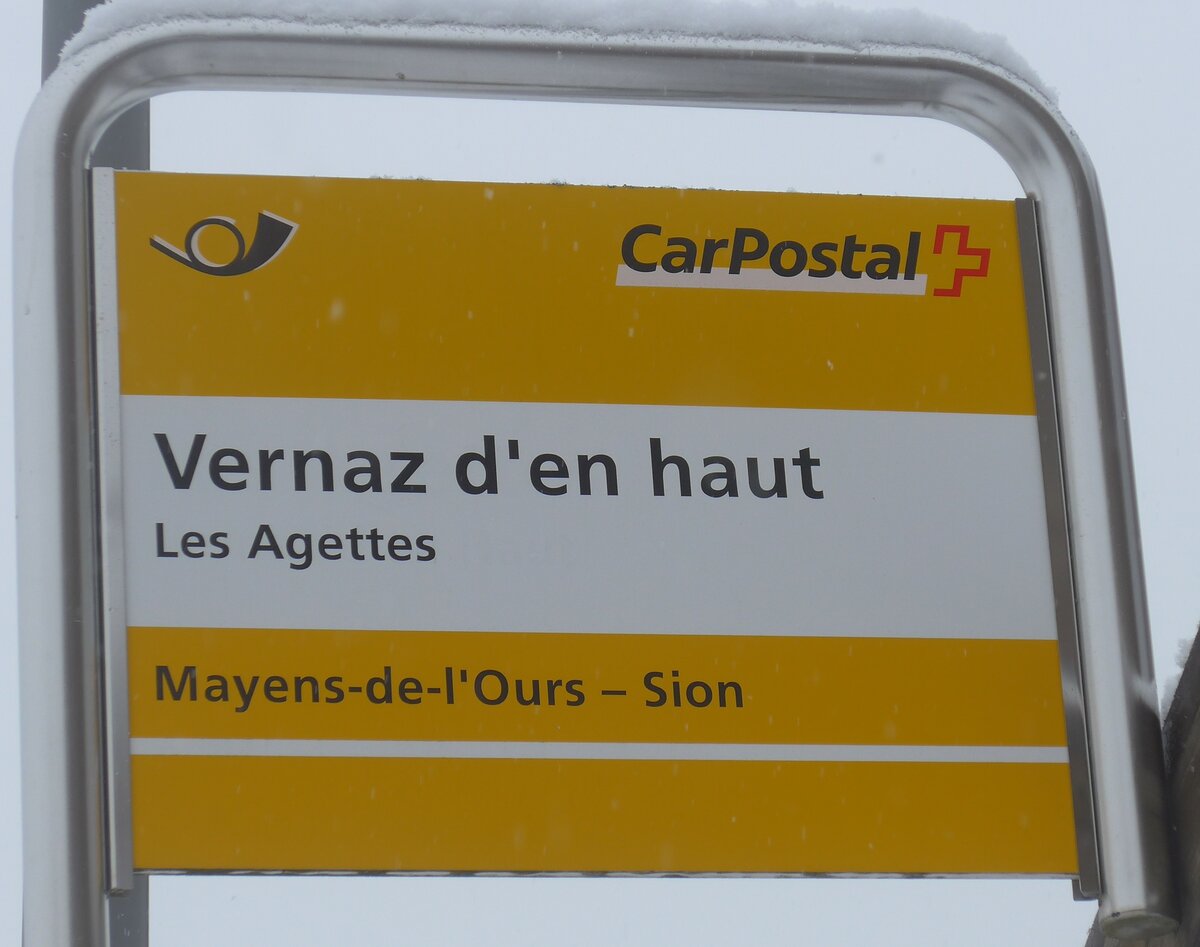 CarPostal
Vernaz d'en haut
Les Agettes
Mayens-de-l'Ours – Sion